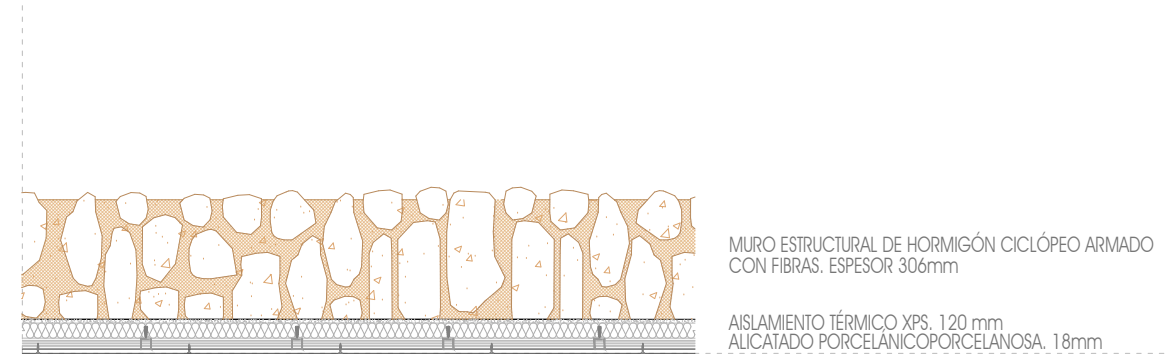 MURO ESTRUCTURAL DE HORMIGÓN CICLÓPEO ARMADO
CON FIBRAS. ESPESOR 306mm
AISLAMIENTO TÉRMICO XPS. 120 mm
ALICATADO PORCELÁNICOPORCELANOSA. 18mm